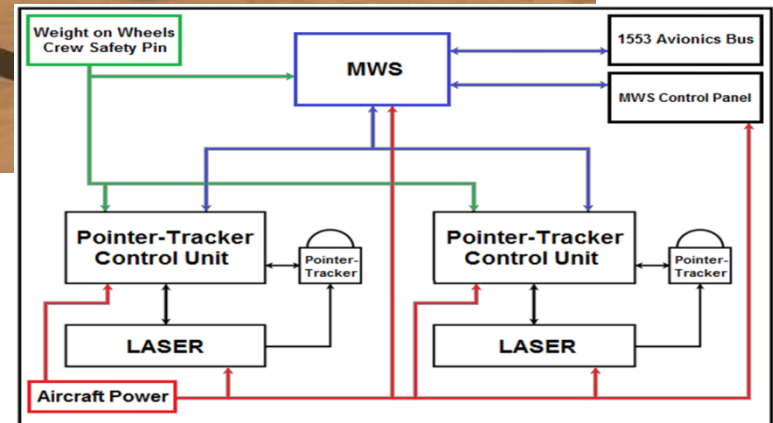 Weight on Wheels
Crew Safety Pin
MWS
1553 Avionics Bus
MWS Control Panel
Pointer-Tracker
Control Unit
Pointer-
Tracker
Pointer-Tracker
Control Unit
Pointer-
Tracker
LASER
LASER
Aircraft Power